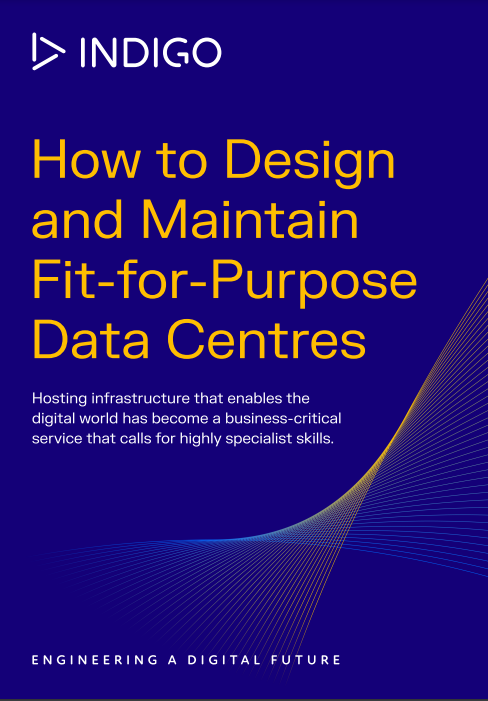 INDIGO
How to Design
and Maintain
Fit-for-Purpose
Data Centres
Hosting infrastructure that enables the
digital world has become a business-critical
service that calls for highly specialist skills.
ENGINEERING A DIGITAL FUTURE